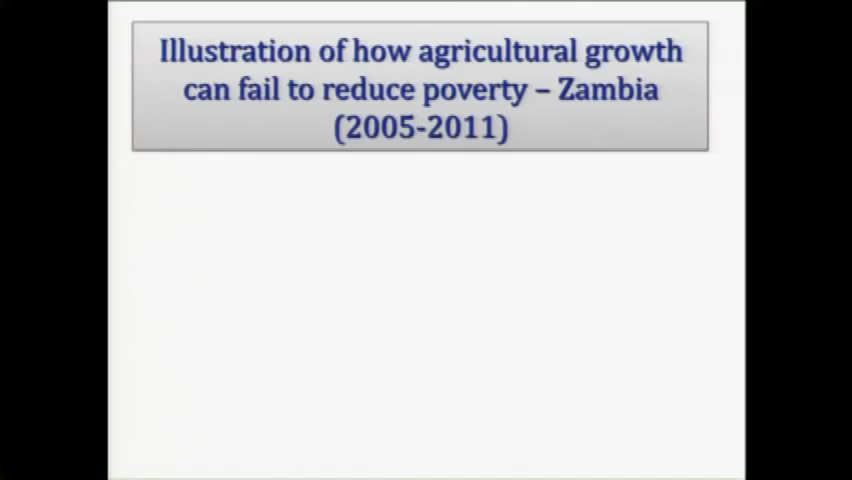 Illustration of how agricultural growth
can fail to reduce poverty – Zambia
(2005-2011)